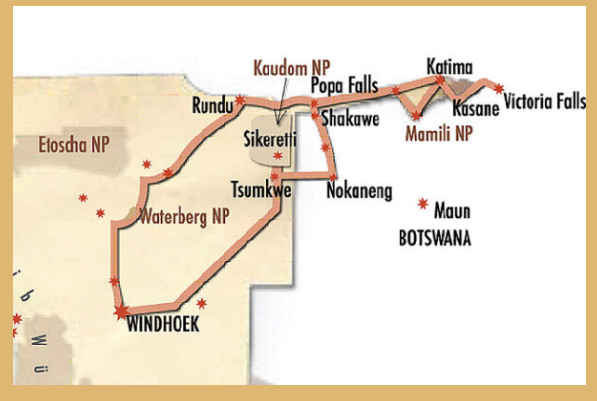 Katima
Kaudom NP
Popa Falls
Rundu
Victoria Falls
Kasane
Shakawe
Mamili NP
Etoscha NP
Sikeretti
Tsumkwe
Nokaneng
Waterberg NP
Maun
BOTSWANA
i b
W ü
WINDHOEK